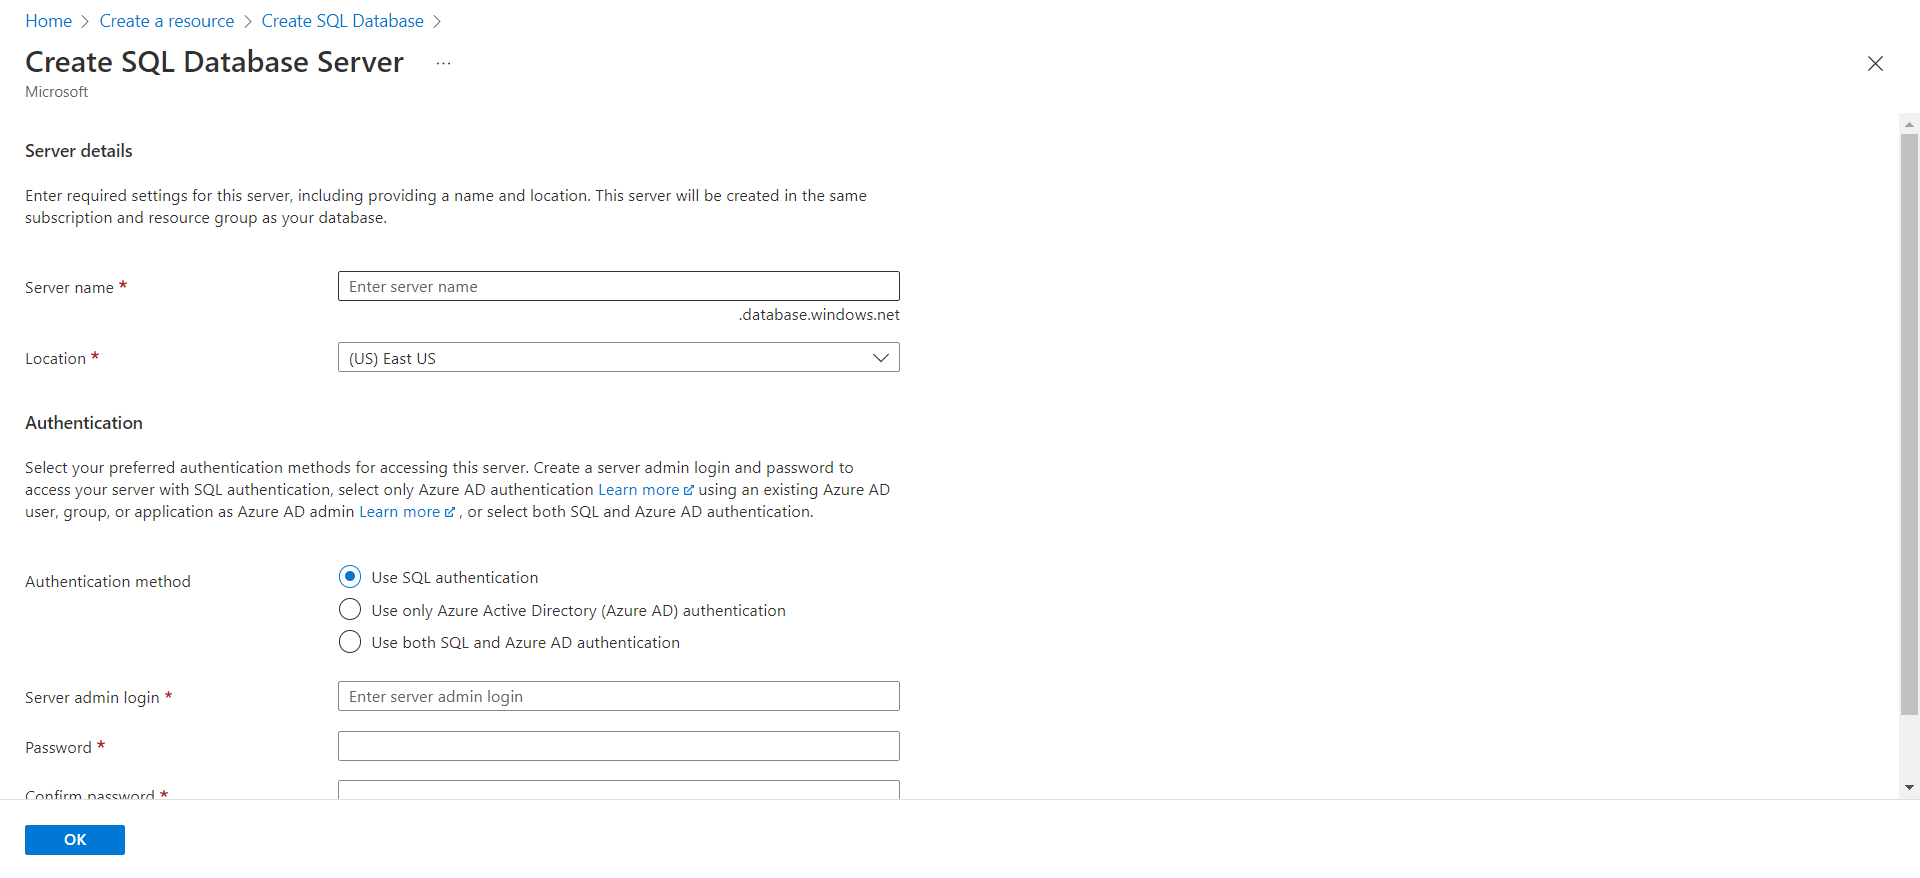 Home > Create a resource > Create SQL Database >
Create SQL Database Server ...
Microsoft
Server details
Enter required settings for this server, including providing a name and location. This server will be created in the same
subscription and resource group as your database.
Server name *
Enter server name
.database.windows.net
Location *
(US) East US
Authentication
Select your preferred authentication methods for accessing this server. Create a server admin login and password to
access your server with SQL authentication, select only Azure AD authentication Learn more using an existing Azure AD
user, group, or application as Azure AD admin Learn more , or select both SQL and Azure AD authentication.
Authentication method
Use SQL authentication
Use only Azure Active Directory (Azure AD) authentication
Use both SQL and Azure AD authentication
Server admin login *
Enter server admin login
Password *
Confirm password *
OK